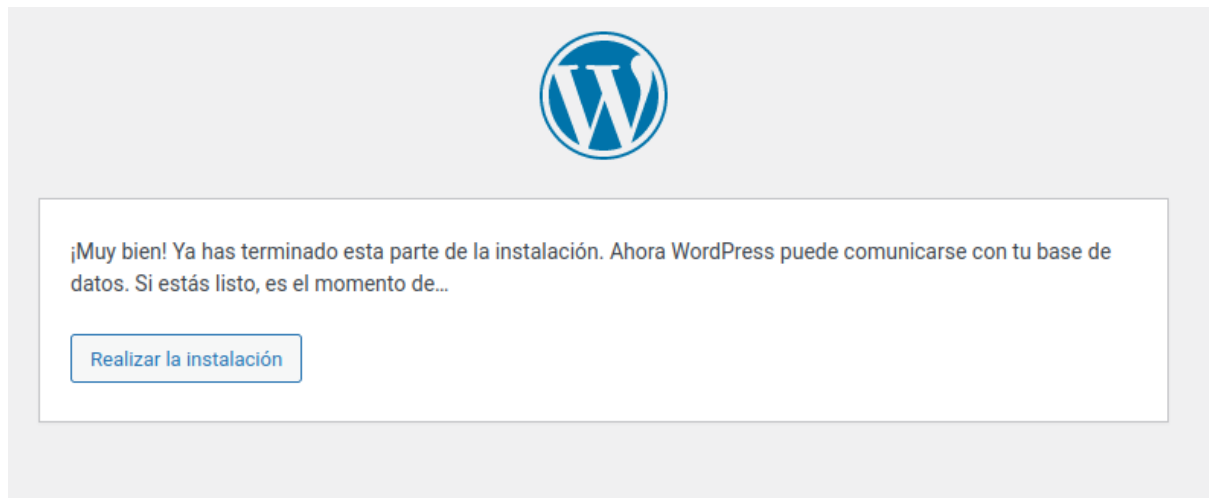 ¡Muy bien! Ya has terminado esta parte de la instalación. Ahora WordPress puede comunicarse con tu base de
datos. Si estás listo, es el momento de…
Realizar la instalación